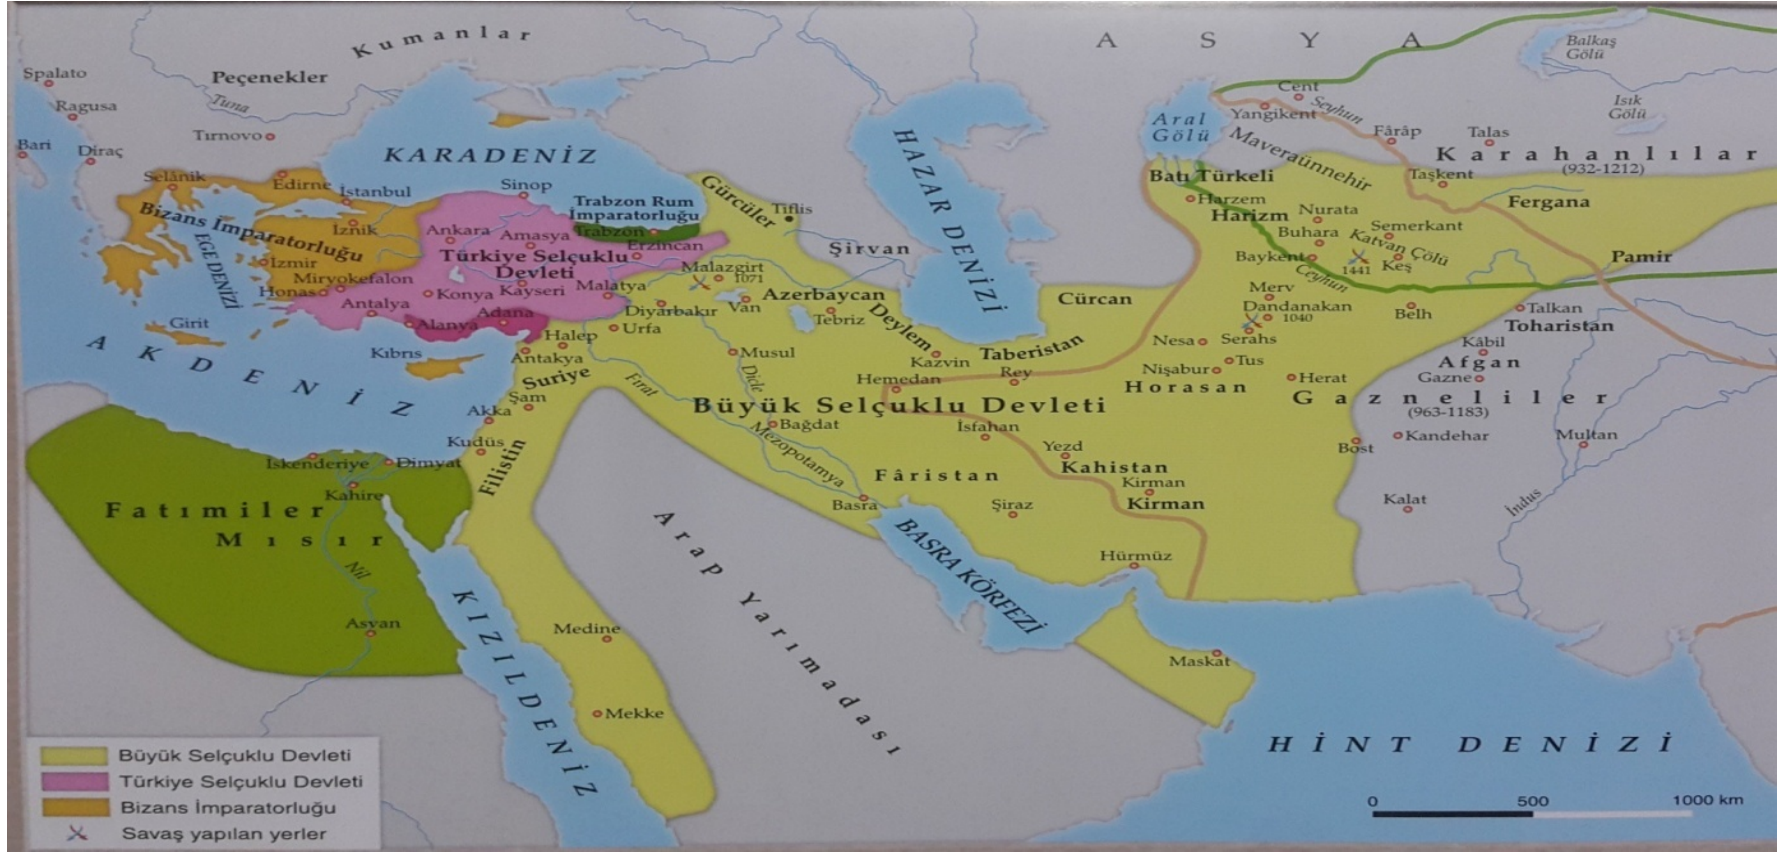 Kumanlar
A S Y A
Balkaş
Gölü
Spalato
Peçenekler
Tuna
Ragusa
Cent
Seyhun
Yangikent
Isık
Gölü
Aral
Gölü
Tırnovo
Fârâp
Talas
Bari
Diraç
KARADENİZ
HAZAR DENİZİ
Maveraünnehir
Karahanlılar
(932-1212)
Selânik
Edirne
İstanbul
Sinop
Gürcüler
Batı Türkeli
Taşkent
Harzem
Fergana
Trabzon Rum
İmparatorluğu
Trabzon
Tiflis
Harizm
Nurata
Semerkant
Bizans İmparatorluğu
İznik
Ankara
Amasya
Erzincan
Şirvan
Buhara
Katvan Çölü
EGE DENİZİ
Türkiye Selçuklu
Devleti
Baykent
1441
Keş
Pamir
İzmir
Miryokefalon
Honas
Malazgirt
1071
Ceyhun
Konya
Kayseri
Malatya
Azerbaycan
Cürcan
Merv
Dandanakan
1040
Antalya
Adana
Diyarbakır
Van
Tebriz
Deylem
Belh
Talkan
Toharistan
Girit
Alanya
Urfa
Halep
Nesa
Serahs
Kâbil
AKDENİZ
Kıbrıs
Antakya
Musul
Kazvin
Taberistan
Tus
Nişabur
Afgan
Suriye
Fırat
Dicle
Hemedan
Rey
Horasan
Herat
Gazne
Şam
Büyük Selçuklu Devleti
Gazneliler
(963-1183)
Akka
Bağdat
İsfahan
Kudüs
Mezopotamya
Yezd
Bost
Kandehar
Multan
İskenderiye
Dimyat
Filistin
Fâristan
Kahistan
Kahire
Kirman
Kirman
Fatımiler
Mısır
Basra
Şiraz
Kalat
İndus
Arap Yarımadası
BASRA KÖRFEZİ
Hürmüz
Nil
KIZILDENİZ
Asvan
Medine
Maskat
Mekke
HİNT DENİZİ
Büyük Selçuklu Devleti
Türkiye Selçuklu Devleti
Bizans İmparatorluğu
Savaş yapılan yerler
0 500 1000 km